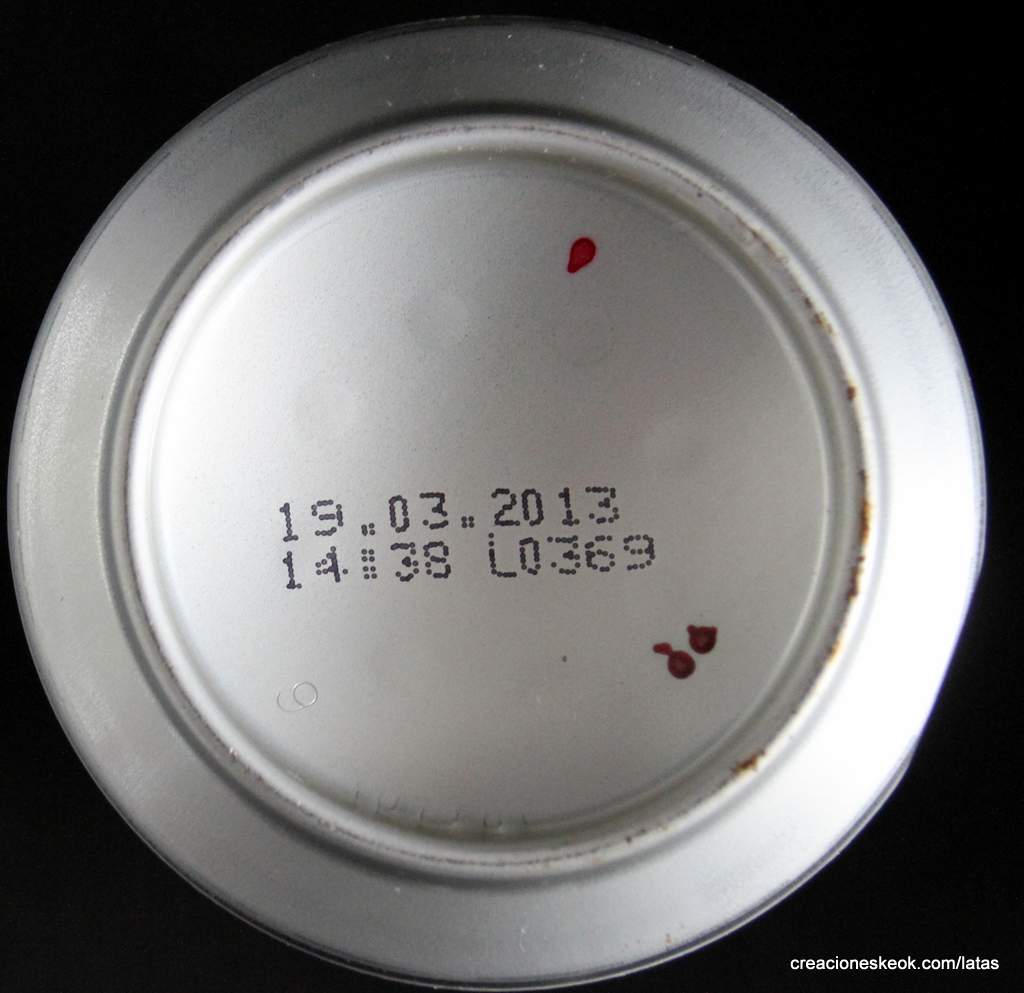 19.03.2013
14:38 L0369
creacioneskeok.com/latas